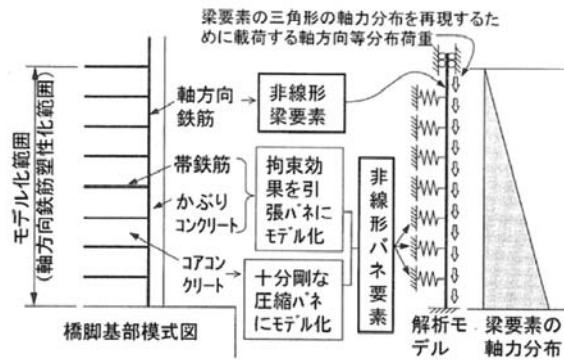 梁要素の三角形の軸力分布を再現するた
めに載荷する軸方向等分布荷重
モデル化範囲
(軸方向鉄筋塑性化範囲)
軸方向
鉄筋
非線形
梁要素
帯鉄筋
かぶり
コンクリート
拘束効
果を引
張バネに
モデル化
非線形バネ要素
コアコン
クリート
十分剛な
圧縮バネ
にモデル化
橋脚基部模式図
解析モ
デル
梁要素の
軸力分布